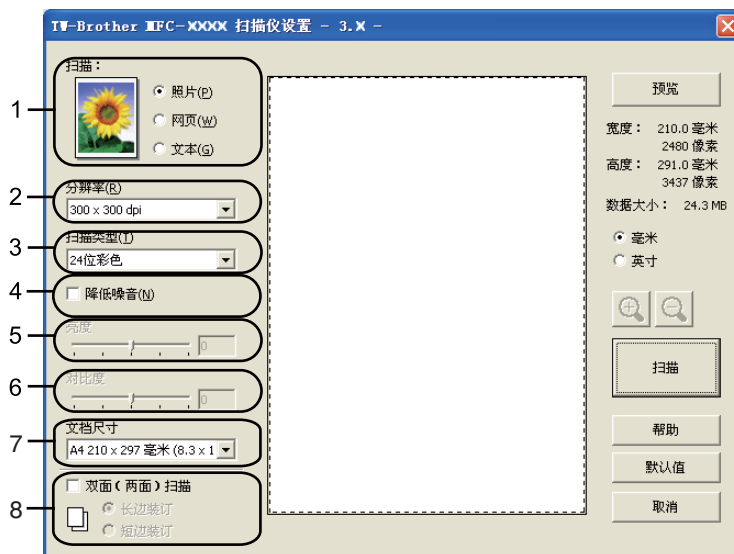 TW-Brother MFC-XXXX 扫描仪设置 - 3.X -
1
扫描：
照片(P)
网页(W)
文本(G)
2
分辨率(R)
300 x 300 dpi
3
扫描类型(T)
24位彩色
4
降低噪音(N)
5
亮度
0
6
对比度
0
7
文档尺寸
A4 210 x 297 毫米 (8.3 x 1
8
双面(两面)扫描
长边装订
短边装订
预览
宽度： 210.0 毫米
2480 像素
高度： 291.0 毫米
3437 像素
数据大小： 24.3 MB
毫米
英寸
扫描
帮助
默认值
取消